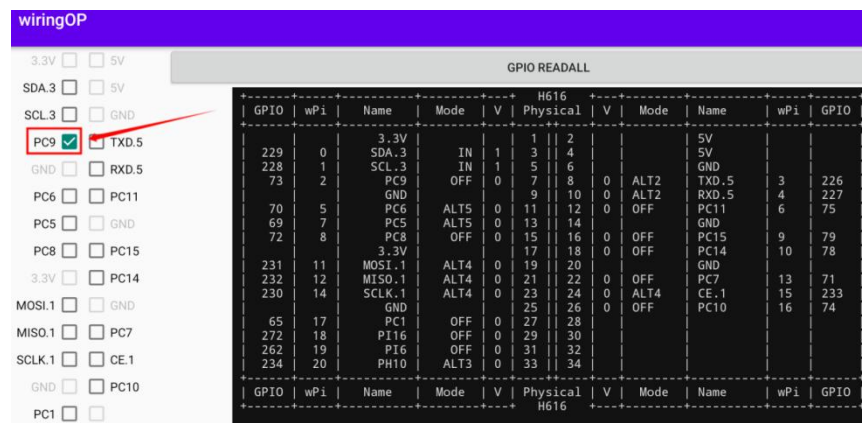 wiringOP
3.3V 5V
SDA.3 5V
SCL.3 GND
PC9 TXD.5
GND RXD.5
PC6 PC11
PC5 GND
PC8 PC15
3.3V PC14
MOSI.1 GND
MISO.1 PC7
SCLK.1 CE.1
GND PC10
PC1
GPIO READALL
+------+-----+----------+--------+---+ H616 +---+--------+----------+-----+------+
| GPIO | wPi | Name | Mode | V | Physical | V | Mode | Name | wPi | GPIO
+------+-----+----------+--------+---+----++----+---+--------+----------+-----+------+
| | | 3.3V | | | 1 || 2 | | | 5V | |
| 229 | 0 | SDA.3 | IN | 1 | 3 || 4 | | | 5V | |
| 228 | 1 | SCL.3 | IN | 1 | 5 || 6 | | | GND | |
| 73 | 2 | PC9 | OFF | 0 | 7 || 8 | 0 | ALT2 | TXD.5 | 3 | 226
| | | GND | | | 9 || 10 | 0 | ALT2 | RXD.5 | 4 | 227
| 70 | 5 | PC6 | ALT5 | 0 | 11 || 12 | 0 | OFF | PC11 | 6 | 75
| 69 | 7 | PC5 | ALT5 | 0 | 13 || 14 | | | GND | |
| 72 | 8 | PC8 | OFF | 0 | 15 || 16 | 0 | OFF | PC15 | 9 | 79
| | | 3.3V | | | 17 || 18 | 0 | OFF | PC14 | 10 | 78
| 231 | 11 | MOSI.1 | ALT4 | 0 | 19 || 20 | | | GND | |
| 232 | 12 | MISO.1 | ALT4 | 0 | 21 || 22 | 0 | OFF | PC7 | 13 | 71
| 230 | 14 | SCLK.1 | ALT4 | 0 | 23 || 24 | 0 | ALT4 | CE.1 | 15 | 233
| | | GND | | | 25 || 26 | 0 | OFF | PC10 | 16 | 74
| 65 | 17 | PC1 | OFF | 0 | 27 || 28 | | | | |
| 272 | 18 | PI16 | OFF | 0 | 29 || 30 | | | | |
| 262 | 19 | PI6 | OFF | 0 | 31 || 32 | | | | |
| 234 | 20 | PH10 | ALT3 | 0 | 33 || 34 | | | | |
+------+-----+----------+--------+---+----++----+---+--------+----------+-----+------+
| GPIO | wPi | Name | Mode | V | Physical | V | Mode | Name | wPi | GPIO
+------+-----+----------+--------+---+ H616 +---+--------+----------+-----+------+